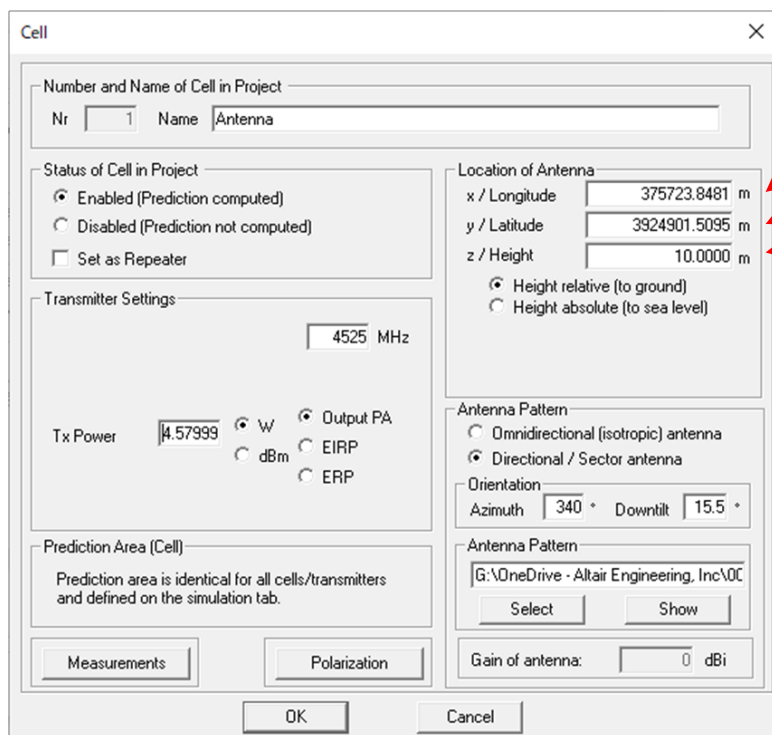 Cell
Number and Name of Cell in Project
Nr 1 Name Antenna
Status of Cell in Project
Enabled (Prediction computed)
Disabled (Prediction not computed)
Set as Repeater
Location of Antenna
x / Longitude 375723.8481 m
y / Latitude 3924901.5095 m
z / Height 10.0000 m
Height relative (to ground)
Height absolute (to sea level)
Transmitter Settings
4525 MHz
Tx Power 4.57999 W dBm Output PA
EIRP
ERP
Antenna Pattern
Omnidirectional (isotropic) antenna
Directional / Sector antenna
Orientation
Azimuth 340 ° Downtilt 15.5 °
Prediction Area (Cell)
Prediction area is identical for all cells/transmitters
and defined on the simulation tab.
Antenna Pattern
G:\OneDrive - Altair Engineering, Inc\0
Select Show
Measurements Polarization
Gain of antenna: 0 dBi
OK Cancel